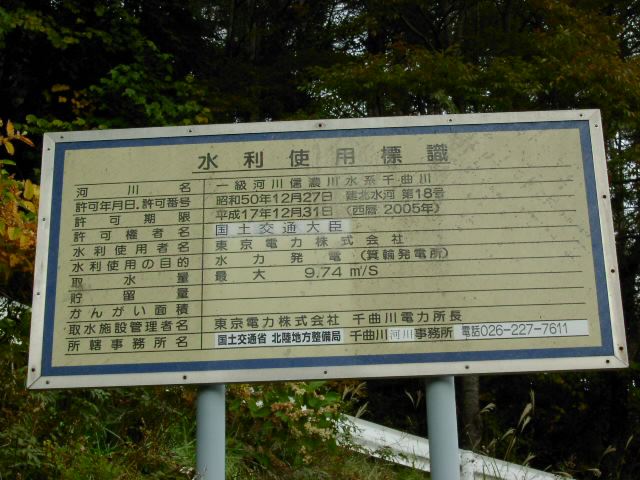 水利使用標識
河川名 一級河川信濃川水系千曲川
許可年月日、許可番号 昭和50年12月27日 建北水河 第18号
許可期限 平成17年12月31日 (西暦 2005年)
許可権者名 国土交通大臣
水利使用者名 東京電力株式会社
水利使用の目的 水力発電 (箕輪発電所)
取水量 最大 9.74 m³/S
貯留量
かんがい面積
取水施設管理者名 東京電力株式会社 千曲川電力所長
所轄事務所名 国土交通省 北陸地方整備局 千曲川河川事務所 電話026-227-7611